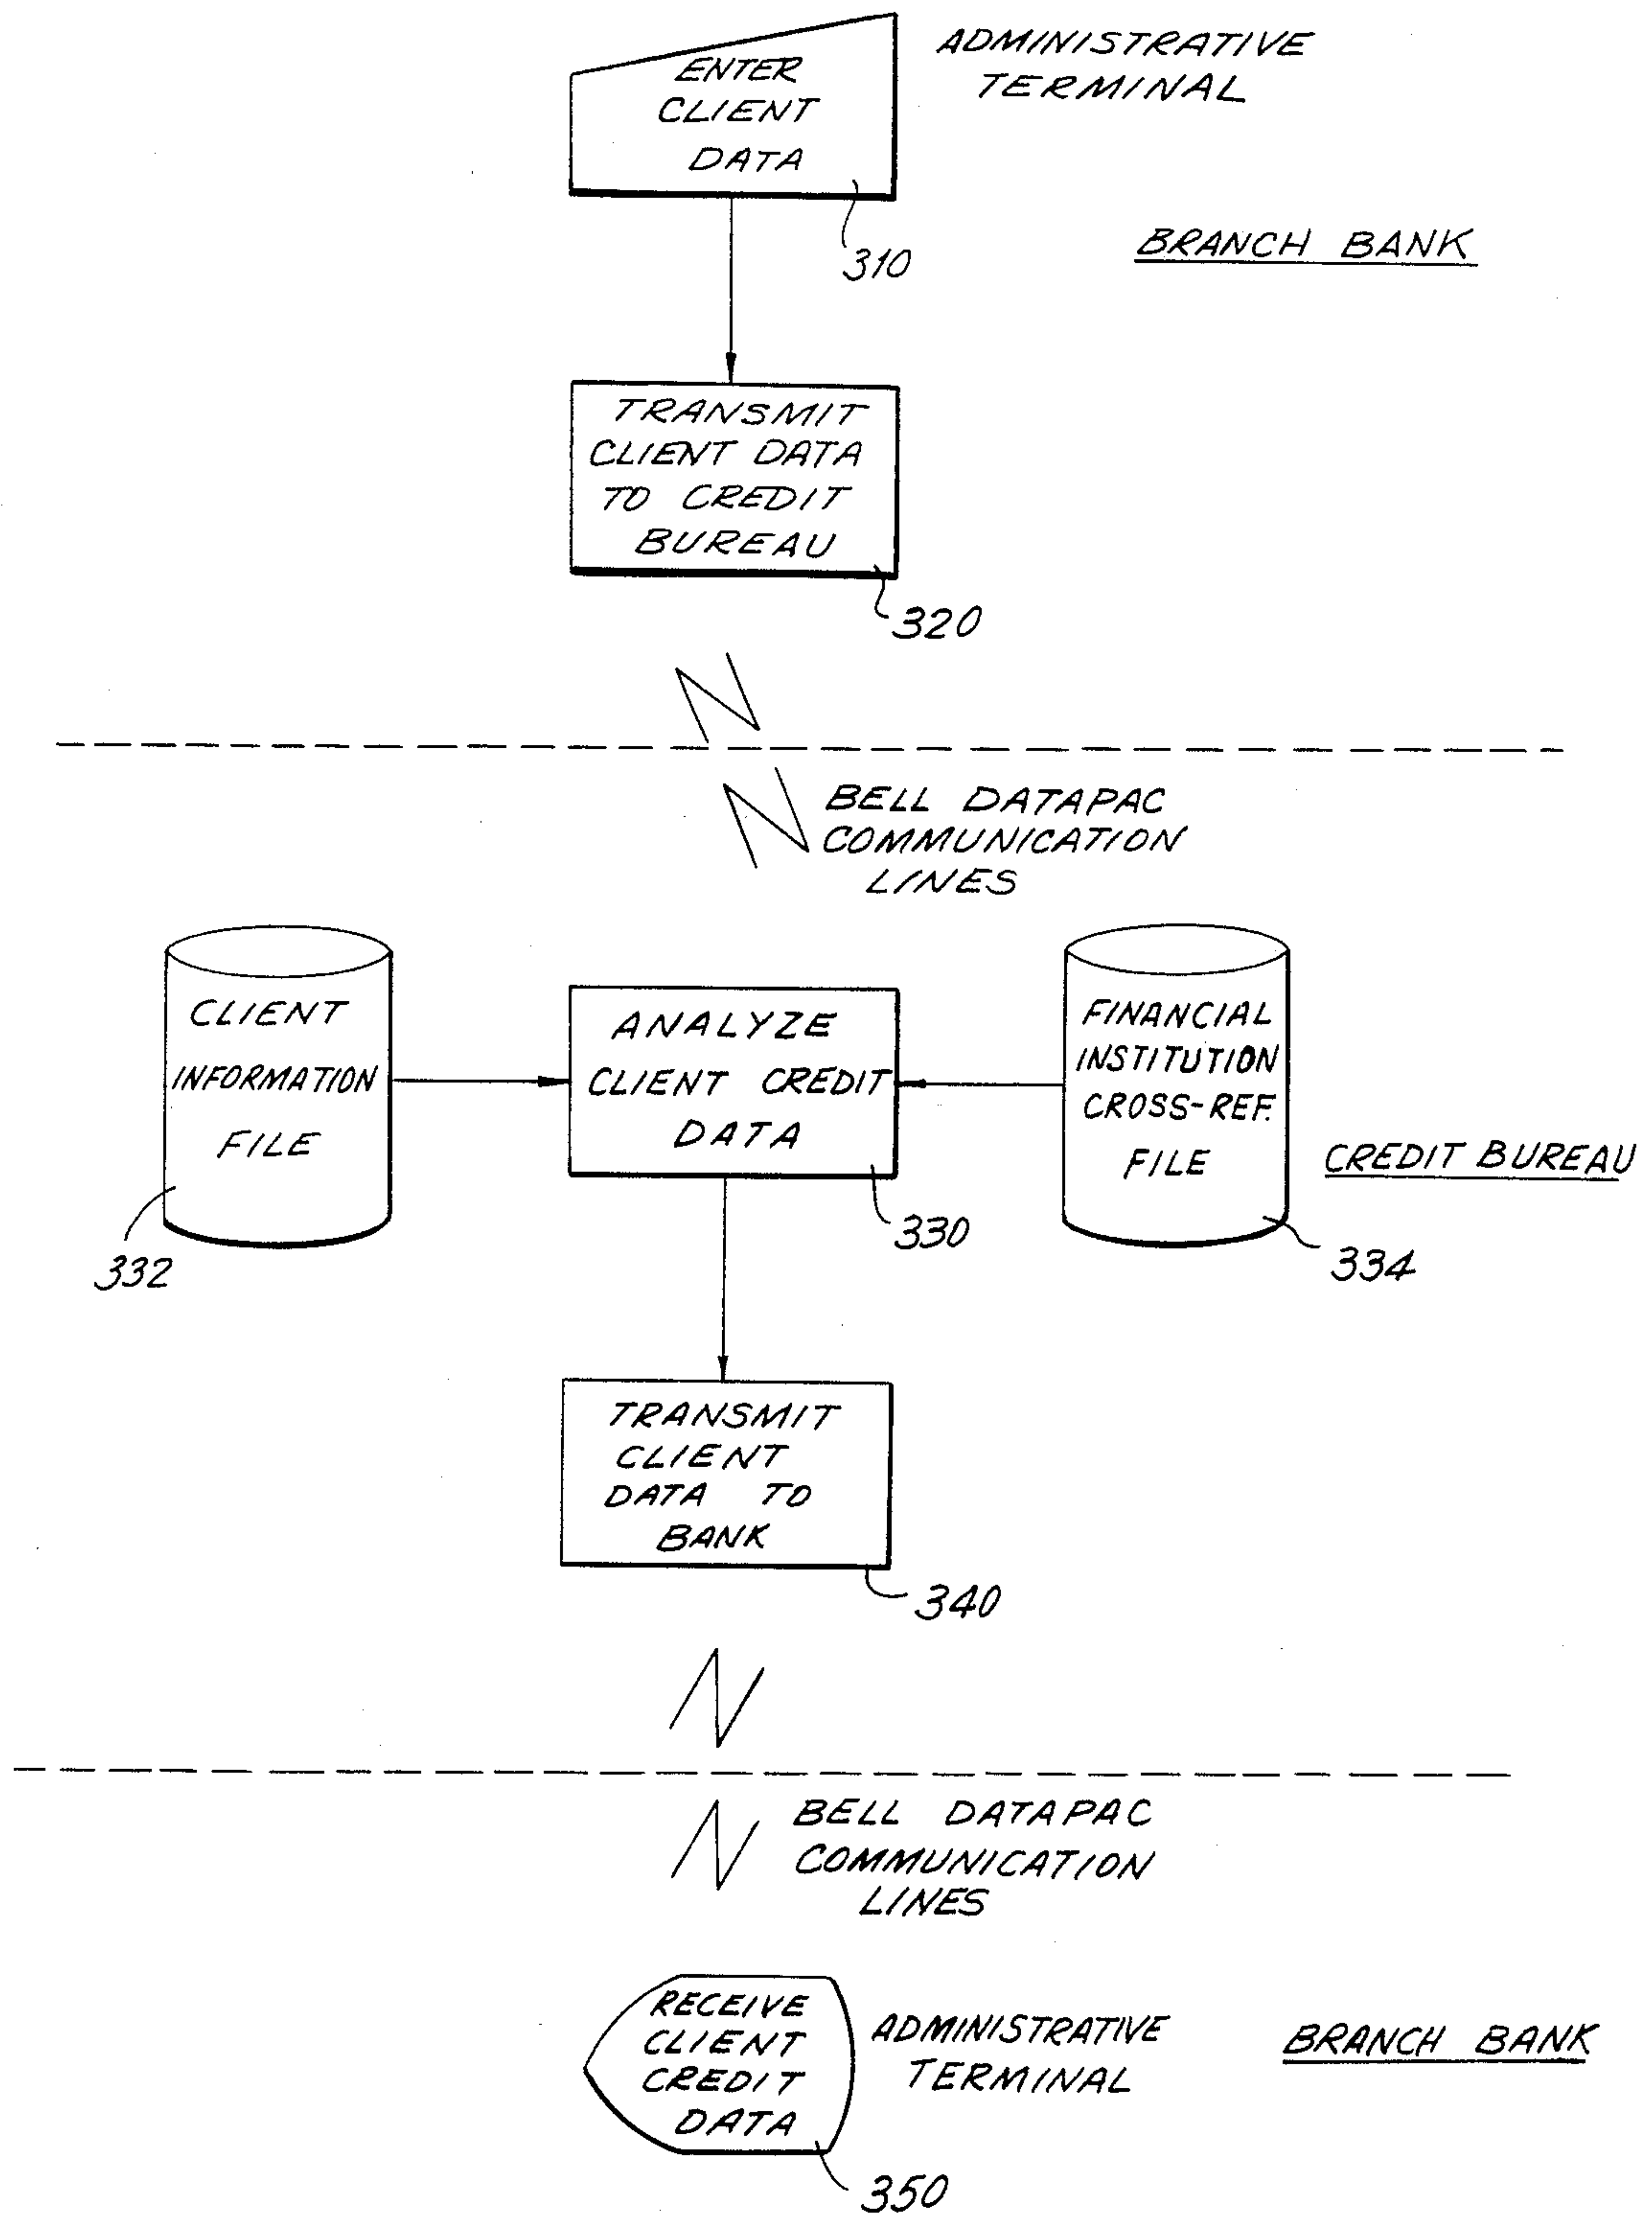 ENTER
CLIENT
DATA
ADMINISTRATIVE
TERMINAL
310
BRANCH BANK
TRANSMIT
CLIENT DATA
TO CREDIT
BUREAU
320
BELL DATAPAC
COMMUNICATION
LINES
CLIENT
INFORMATION
FILE
332
ANALYZE
CLIENT CREDIT
DATA
330
FINANCIAL
INSTITUTION
CROSS-REF.
FILE
334
CREDIT BUREAU
TRANSMIT
CLIENT
DATA TO
BANK
340
BELL DATAPAC
COMMUNICATION
LINES
RECEIVE
CLIENT
CREDIT
DATA
350
ADMINISTRATIVE
TERMINAL
BRANCH BANK